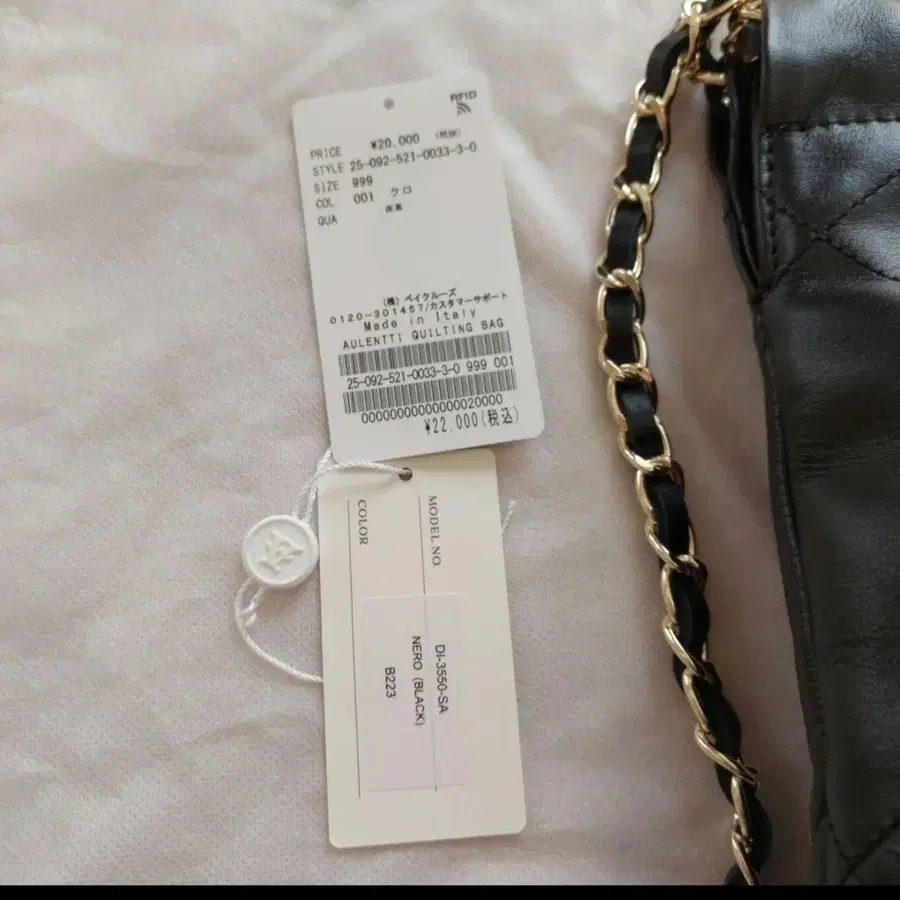 RFID
PRICE ¥20,000 (税抜)
STYLE 25-092-521-0033-3-0
SIZE 999
COL 001 クロ
QUA 床革
(株) ベイクルーズ
0120-301457/カスタマーサポート
Made in Italy
AULENTTI QUILTING BAG
25-092-521-0033-3-0 999 001
00000000000000020000
¥22,000(税込)
MODEL NO.
COLOR
DI-3550-SA
NERO (BLACK)
B223